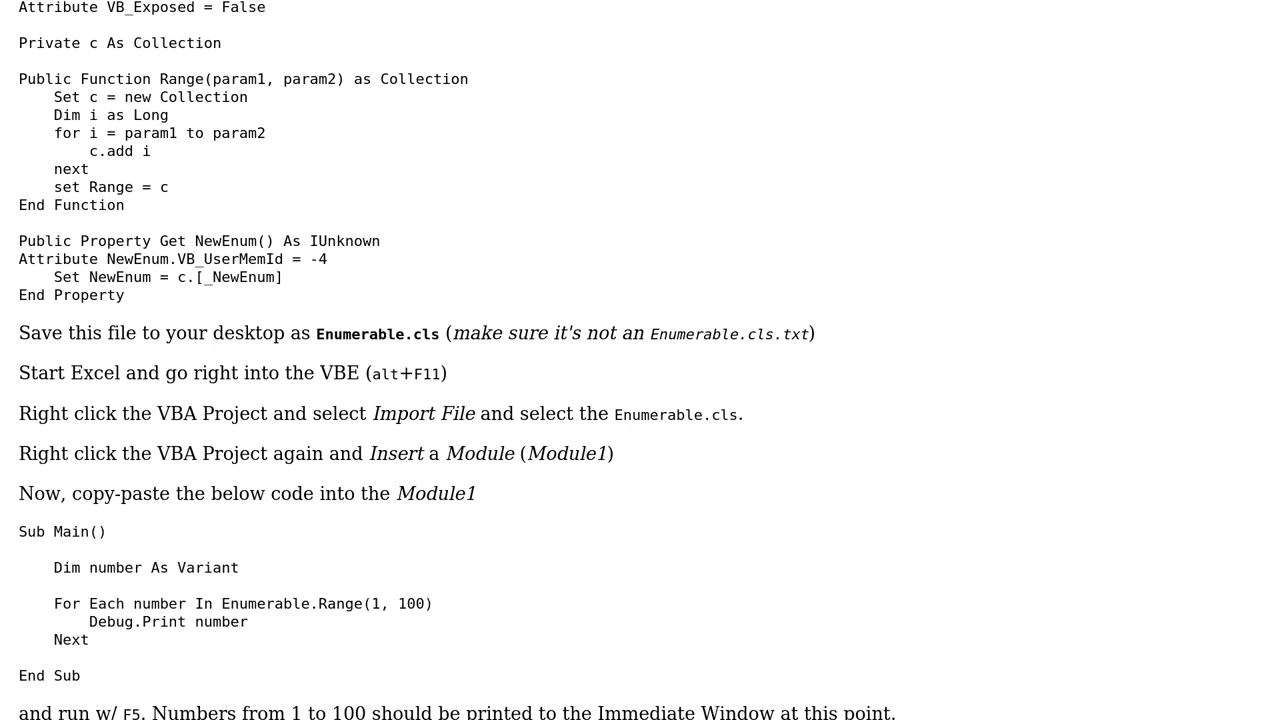 Attribute VB_Exposed = False
Private c As Collection
Public Function Range(param1, param2) as Collection
    Set c = new Collection
    Dim i as Long
    for i = param1 to param2
        c.add i
    next
    set Range = c
End Function
Public Property Get NewEnum() As IUnknown
Attribute NewEnum.VB_UserMemId = -4
    Set NewEnum = c.[_NewEnum]
End Property
Save this file to your desktop as Enumerable.cls (make sure it's not an Enumerable.cls.txt)
Start Excel and go right into the VBE (alt+F11)
Right click the VBA Project and select Import File and select the Enumerable.cls.
Right click the VBA Project again and Insert a Module (Module1)
Now, copy-paste the below code into the Module1
Sub Main()
    Dim number As Variant
    For Each number In Enumerable.Range(1, 100)
        Debug.Print number
    Next
End Sub
and run w/ F5. Numbers from 1 to 100 should be printed to the Immediate Window at this point.